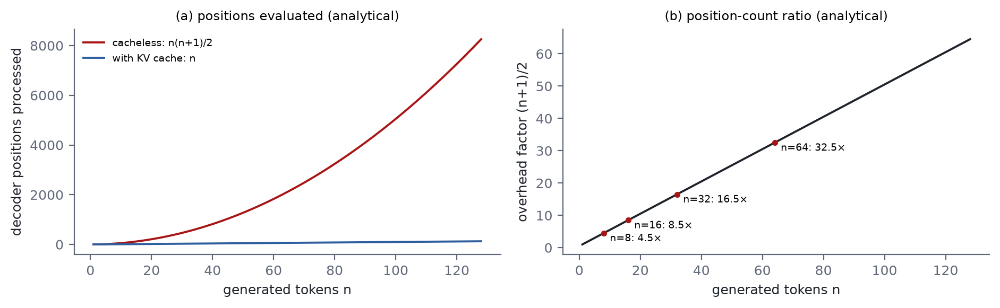 (a) positions evaluated (analytical)
decoder positions processed
8000
6000
4000
2000
0
cacheless: n(n+1)/2
with KV cache: n
0 20 40 60 80 100 120
generated tokens n
(b) position-count ratio (analytical)
overhead factor (n+1)/2
60
50
40
30
20
10
0
n=64: 32.5×
n=32: 16.5×
n=16: 8.5×
n=8: 4.5×
0 20 40 60 80 100 120
generated tokens n